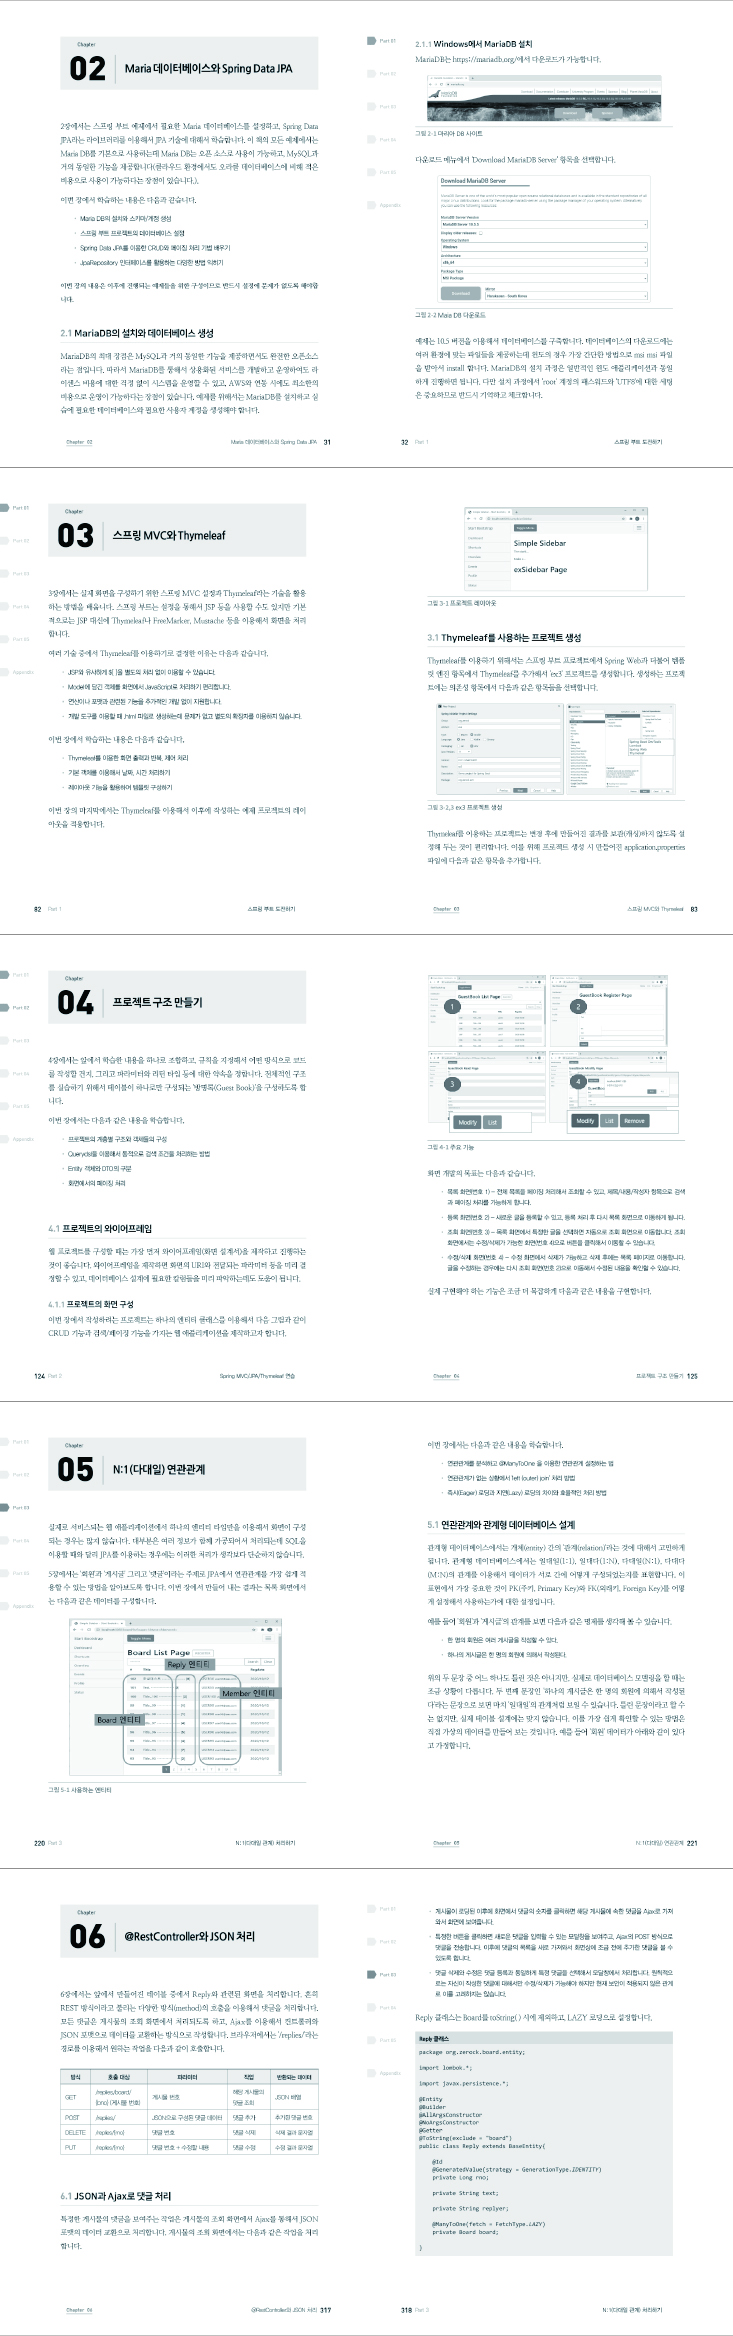 Chapter
02
Maria 데이터베이스와 Spring Data JPA
2장에서는 스프링 부트 예제에서 필요한 Maria 데이터베이스를 설정하고, Spring Data
JPA라는 라이브러리를 이용해서 JPA 기술에 대해서 학습합니다. 이 책의 모든 예제에서는
Maria DB를 기본으로 사용하는데 Maria DB는 오픈 소스로 사용이 가능하고, MySQL과
거의 동일한 기능을 제공합니다(클라우드 환경에서도 오라클 데이터베이스에 비해 적은
비용으로 사용이 가능하다는 장점이 있습니다.).
이번 장에서 학습하는 내용은 다음과 같습니다.
· Maria DB의 설치와 스키마/계정 생성
· 스프링 부트 프로젝트의 데이터베이스 설정
· Spring Data JPA를 이용한 CRUD와 페이징 처리 기법 배우기
· JpaRepository 인터페이스를 활용하는 다양한 방법 익히기
이번 장의 내용은 이후에 진행되는 예제들을 위한 구성이므로 반드시 설정에 문제가 없도록 해야합
니다.
2.1 MariaDB의 설치와 데이터베이스 생성
MariaDB의 최대 장점은 MySQL과 거의 동일한 기능을 제공하면서도 완전한 오픈소스
라는 점입니다. 따라서 MariaDB를 통해서 상용화된 서비스를 개발하고 운영하여도 라
이센스 비용에 대한 걱정 없이 시스템을 운영할 수 있고, AWS와 연동 시에도 최소한의
비용으로 운영이 가능하다는 장점이 있습니다. 예제를 위해서는 MariaDB를 설치하고 실
습에 필요한 데이터베이스와 필요한 사용자 계정을 생성해야 합니다.
Chapter 02
Maria 데이터베이스와 Spring Data JPA 31
Part 01
2.1.1 Windows에서 MariaDB 설치
MariaDB는 https://mariadb.org/에서 다운로드가 가능합니다.
그림 2-1 마리아 DB 사이트
다운로드 메뉴에서 'Download MariaDB Server' 항목을 선택합니다.
Download MariaDB Server
MariaDB Server Version
MariaDB Server 10.5.5
Display older releases:
Operating System
Windows
Architecture
x86_64
Package Type
MSI Package
Download
Mirror
Harukasan - South Korea
그림 2-2 Maia DB 다운로드
예제는 10.5 버전을 이용해서 데이터베이스를 구축합니다. 데이터베이스의 다운로드에는
여러 환경에 맞는 파일들을 제공하는데 윈도의 경우 가장 간단한 방법으로 msi msi 파일
을 받아서 install 합니다. MariaDB의 설치 과정은 일반적인 윈도 애플리케이션과 동일
하게 진행하면 됩니다. 다만 설치 과정에서 'root' 계정의 패스워드와 'UTF8'에 대한 세팅
은 중요하므로 반드시 기억하고 체크합니다.
32 Part 1
스프링 부트 도전하기
Part 01
Chapter
03
스프링 MVC와 Thymeleaf
3장에서는 실제 화면을 구성하기 위한 스프링 MVC 설정과 Thymeleaf라는 기술을 활용
하는 방법을 배웁니다. 스프링 부트는 설정을 통해서 JSP 등을 사용할 수도 있지만 기본
적으로는 JSP 대신에 Thymeleaf나 FreeMarker, Mustache 등을 이용해서 화면을 처리
합니다.
여러 기술 중에서 Thymeleaf를 이용하기로 결정한 이유는 다음과 같습니다.
· JSP와 유사하게 ${ }을 별도의 처리 없이 이용할 수 있습니다.
· Model에 담긴 객체를 화면에서 JavaScript로 처리하기 편리합니다.
· 연산이나 포맷과 관련된 기능을 추가적인 개발 없이 지원합니다.
· 개발 도구를 이용할 때 .html 파일로 생성하는데 문제가 없고 별도의 확장자를 이용하지 않습니다.
이번 장에서 학습하는 내용은 다음과 같습니다.
· Thymeleaf를 이용한 화면 출력과 반복, 제어 처리
· 기본 객체를 이용해서 날짜, 시간 처리하기
· 레이아웃 기능을 활용하여 템플릿 구성하기
이번 장의 마지막에서는 Thymeleaf를 이용해서 이후에 작성하는 예제 프로젝트의 레이
아웃을 적용합니다.
82 Part 1
스프링 부트 도전하기
Simple Sidebar
exSidebar Page
그림 3-1 프로젝트 레이아웃
3.1 Thymeleaf를 사용하는 프로젝트 생성
Thymeleaf를 이용하기 위해서는 스프링 부트 프로젝트에서 Spring Web과 더불어 템플
릿 엔진 항목에서 Thymeleaf를 추가해서 'ex3' 프로젝트를 생성합니다. 생성하는 프로젝
트에는 의존성 항목에서 다음과 같은 항목들을 선택합니다.
그림 3-2,3 ex3 프로젝트 생성
Thymeleaf를 이용하는 프로젝트는 변경 후에 만들어진 결과를 보관(캐싱)하지 않도록 설
정해 두는 것이 편리합니다. 이를 위해 프로젝트 생성 시 만들어진 application.properties
파일에 다음과 같은 항목을 추가합니다.
Chapter 03
스프링 MVC와 Thymeleaf 83
Part 02
Chapter
04
프로젝트 구조 만들기
4장에서는 앞에서 학습한 내용을 하나로 조합하고, 규칙을 지정해서 어떤 방식으로 코드
를 작성할 건지, 그리고 파라미터와 리턴 타입 등에 대한 약속을 정합니다. 전체적인 구조
를 실습하기 위해서 테이블이 하나로만 구성되는 '방명록(Guest Book)'을 구성하도록 합
니다.
이번 장에서는 다음과 같은 내용을 학습합니다.
· 프로젝트의 계층별 구조와 객체들의 구성
· Querydsl을 이용해서 동적으로 검색 조건을 처리하는 방법
· Entity 객체와 DTO의 구분
· 화면에서의 페이징 처리
4.1 프로젝트의 와이어프레임
웹 프로젝트를 구성할 때는 가장 먼저 와이어프레임(화면 설계서)을 제작하고 진행하는
것이 좋습니다. 와이어프레임을 제작하면 화면의 URI와 전달되는 파라미터 등을 미리 결
정할 수 있고, 데이터베이스 설계에 필요한 칼럼들을 미리 파악하는데도 도움이 됩니다.
4.1.1 프로젝트의 화면 구성
이번 장에서 작성하려는 프로젝트는 하나의 엔티티 클래스를 이용해서 다음 그림과 같이
CRUD 기능과 검색/페이징 기능을 가지는 웹 애플리케이션을 제작하고자 합니다.
124 Part 2
Spring MVC/JPA/Thymeleaf 연습
GuestBook List Page
1
GuestBook Register Page
2
3
Modify List
4
Modify List Remove
그림 4-1 주요 기능
화면 개발의 목표는 다음과 같습니다.
· 목록 화면(번호 1) - 전체 목록을 페이징 처리해서 조회할 수 있고, 제목/내용/작성자 항목으로 검색
과 페이징 처리를 가능하게 합니다.
· 등록 화면(번호 2) - 새로운 글을 등록할 수 있고, 등록 처리 후 다시 목록 화면으로 이동하게 됩니다.
· 조회 화면(번호 3) - 목록 화면에서 특정한 글을 선택하면 자동으로 조회 화면으로 이동합니다. 조회
화면에서는 수정/삭제가 가능한 화면(번호 4)으로 버튼을 클릭해서 이동할 수 있습니다.
· 수정/삭제 화면(번호 4) - 수정 화면에서 삭제가 가능하고 삭제 후에는 목록 페이지로 이동합니다.
글을 수정하는 경우에는 다시 조회 화면(번호 2)으로 이동해서 수정된 내용을 확인할 수 있습니다.
실제 구현해야 하는 기능은 조금 더 복잡하게 다음과 같은 내용을 구현합니다.
Chapter 04
프로젝트 구조 만들기 125
Part 03
Chapter
05
N:1(다대일) 연관관계
실제로 서비스되는 웹 애플리케이션에서 하나의 엔티티 타입만을 이용해서 화면이 구성
되는 경우는 많지 않습니다. 대부분은 여러 정보가 함께 가공되어서 처리되는데 SQL을
이용할 때와 달리 JPA를 이용하는 경우에는 이러한 처리가 생각보다 단순하지 않습니다.
5장에서는 '회원과 '게시글' 그리고 '댓글'이라는 주제로 JPA에서 연관관계를 가장 쉽게 적
용할 수 있는 방법을 알아보도록 합니다. 이번 장에서 만들어 내는 결과는 목록 화면에서
는 다음과 같은 데이터를 구성합니다.
Board List Page
Reply 엔티티
Member 엔티티
Board 엔티티
그림 5-1 사용하는 엔티티
220 Part 3
N:1(다대일 관계) 처리하기
이번 장에서는 다음과 같은 내용을 학습합니다.
· 연관관계를 분석하고 @ManyToOne 을 이용한 연관관계 설정하는 법
· 연관관계가 없는 상황에서 'left (outer) join' 처리 방법
· 즉시(Eager) 로딩과 지연(Lazy) 로딩의 차이와 효율적인 처리 방법
5.1 연관관계와 관계형 데이터베이스 설계
관계형 데이터베이스에서는 개체(entity) 간의 '관계(relation)'라는 것에 대해서 고민하게
됩니다. 관계형 데이터베이스에서는 일대일(1:1), 일대다(1:N), 다대일(N:1), 다대다
(M:N)의 관계를 이용해서 데이터가 서로 간에 어떻게 구성되었는지를 표현합니다. 이
표현에서 가장 중요한 것이 PK(주키, Primary Key)와 FK(외래키, Foreign Key)를 어떻
게 설정해서 사용하는가에 대한 설정입니다.
예를 들어 '회원'과 '게시글'의 관계를 보면 다음과 같은 명제를 생각해 볼 수 있습니다.
· 한 명의 회원은 여러 게시글을 작성할 수 있다.
· 하나의 게시글은 한 명의 회원에 의해서 작성된다.
위의 두 문장 중 어느 하나도 틀린 것은 아니지만, 실제로 데이터베이스 모델링을 할 때는
조금 상황이 다릅니다. 두 번째 문장인 '하나의 게시글은 한 명의 회원에 의해서 작성된
다'라는 문장으로 보면 마치 '일대일'의 관계처럼 보일 수 있습니다. 틀린 문장이라고 할 수
는 없지만, 실제 테이블 설계에는 맞지 않습니다. 이를 가장 쉽게 확인할 수 있는 방법은
직접 가상의 데이터를 만들어 보는 것입니다. 예를 들어 '회원' 데이터가 아래와 같이 있다
고 가정합니다.
Chapter 05
N:1(다대일) 연관관계 221
Chapter
06
@RestController와 JSON 처리
6장에서는 앞에서 만들어진 테이블 중에서 Reply와 관련된 화면을 처리합니다. 흔히
REST 방식이라고 불리는 다양한 방식(method)의 호출을 이용해서 댓글을 처리합니다.
모든 댓글은 게시물의 조회 화면에서 처리되도록 하고, Ajax를 이용해서 컨트롤러와
JSON 포맷으로 데이터를 교환하는 방식으로 작성합니다. 브라우저에서는 '/replies/'라는
경로를 이용해서 원하는 작업을 다음과 같이 호출합니다.
방식 호출 대상 파라미터 작업 반환되는 데이터
GET /replies/board/{bno} (게시물 번호) 게시물 번호 해당 게시물의 댓글 조회 JSON 배열
POST /replies/ JSON으로 구성된 댓글 데이터 댓글 추가 추가된 댓글 번호
DELETE /replies/{rno} 댓글 번호 댓글 삭제 삭제 결과 문자열
PUT /replies/{rno} 댓글 번호 + 수정할 내용 댓글 수정 수정 결과 문자열
6.1 JSON과 Ajax로 댓글 처리
특정한 게시물의 댓글을 보여주는 작업은 게시물의 조회 화면에서 Ajax를 통해서 JSON
포맷의 데이터 교환으로 처리합니다. 게시물의 조회 화면에서는 다음과 같은 작업을 처리
합니다.
Chapter 06
@RestController와 JSON 처리 317
Part 03
· 게시물이 로딩된 이후에 화면에서 댓글의 숫자를 클릭하면 해당 게시물에 속한 댓글을 Ajax로 가져
와서 화면에 보여줍니다.
· 특정한 버튼을 클릭하면 새로운 댓글을 입력할 수 있는 모달창을 보여주고, Ajax의 POST 방식으로
댓글을 전송합니다. 이후에 댓글의 목록을 새로 가져와서 화면상에 조금 전에 추가한 댓글을 볼 수
있도록 합니다.
· 댓글 삭제와 수정은 댓글 등록과 동일하게 특정 댓글을 선택해서 모달창에서 처리합니다. 원칙적으
로는 자신이 작성한 댓글에 대해서만 수정/삭제가 가능해야 하지만 현재 보안이 적용되지 않은 관계
로 이를 고려하지는 않습니다.
Reply 클래스는 Board를 toString( ) 시에 제외하고, LAZY 로딩으로 설정합니다.
Reply 클래스
package org.zerock.board.entity;
import lombok.*;
import javax.persistence.*;
@Entity
@Builder
@AllArgsConstructor
@NoArgsConstructor
@Getter
@ToString(exclude = "board")
public class Reply extends BaseEntity{
@Id
@GeneratedValue(strategy = GenerationType.IDENTITY)
private Long rno;
private String text;
private String replyer;
@ManyToOne(fetch = FetchType.LAZY)
private Board board;
}
318 Part 3
N:1(다대일 관계) 처리하기